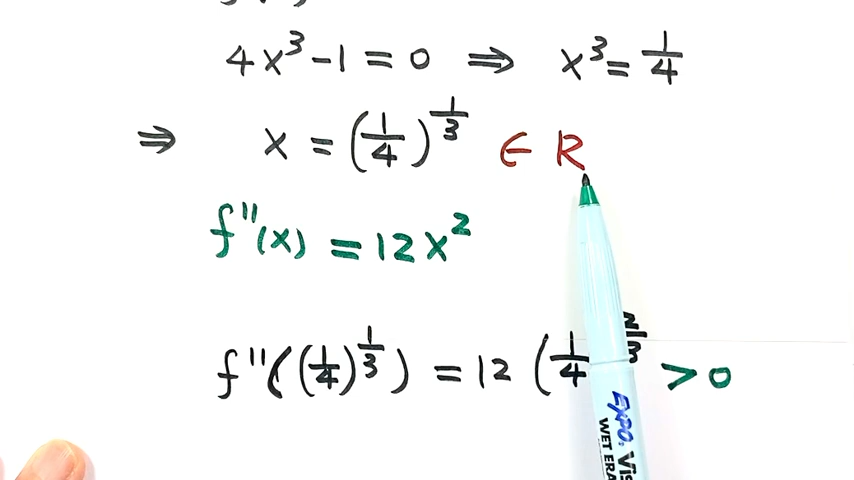 4x³ - 1 = 0 ⇒ x³ = 1/4
⇒ x = (1/4)^(1/3) ∈ R
f''(x) = 12x²
f''((1/4)^(1/3)) = 12 (1/4 > 0
EXPO. Vis
WET ERA